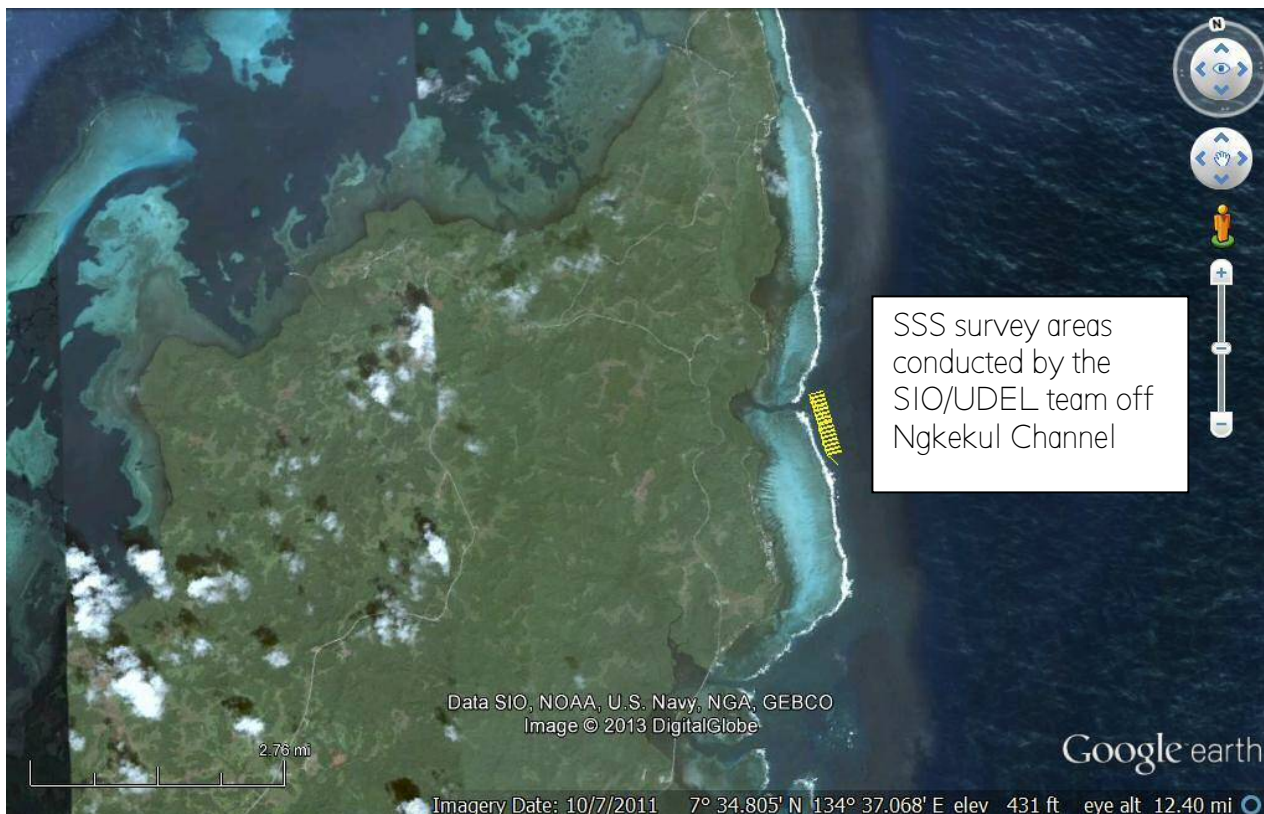 N
SSS survey areas
conducted by the
SIO/UDEL team off
Ngkekul Channel
Data SIO, NOAA, U.S. Navy, NGA, GEBCO
Image © 2013 DigitalGlobe
2.76 mi
Google earth
Imagery Date: 10/7/2011 7° 34.805' N 134° 37.068' E elev 431 ft eye alt 12.40 mi